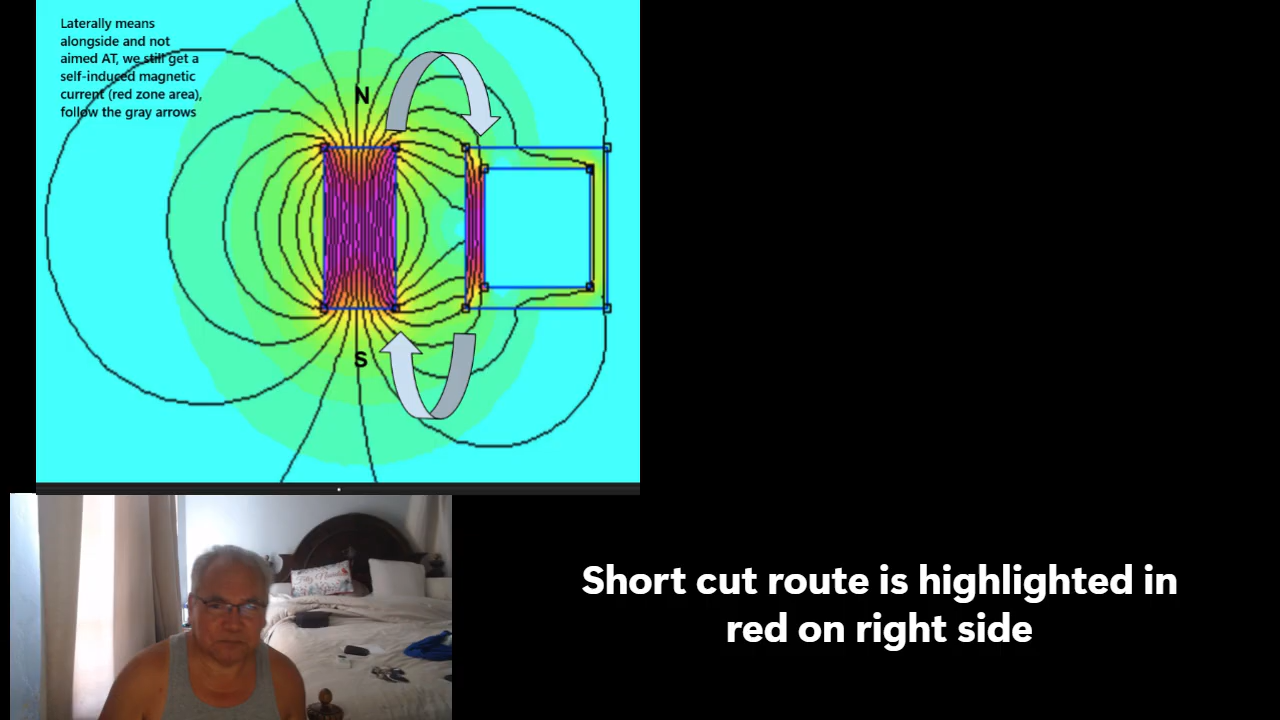 Laterally means
alongside and not
aimed AT, we still get a
self-induced magnetic
current (red zone area),
follow the gray arrows
N
S
Short cut route is highlighted in
red on right side